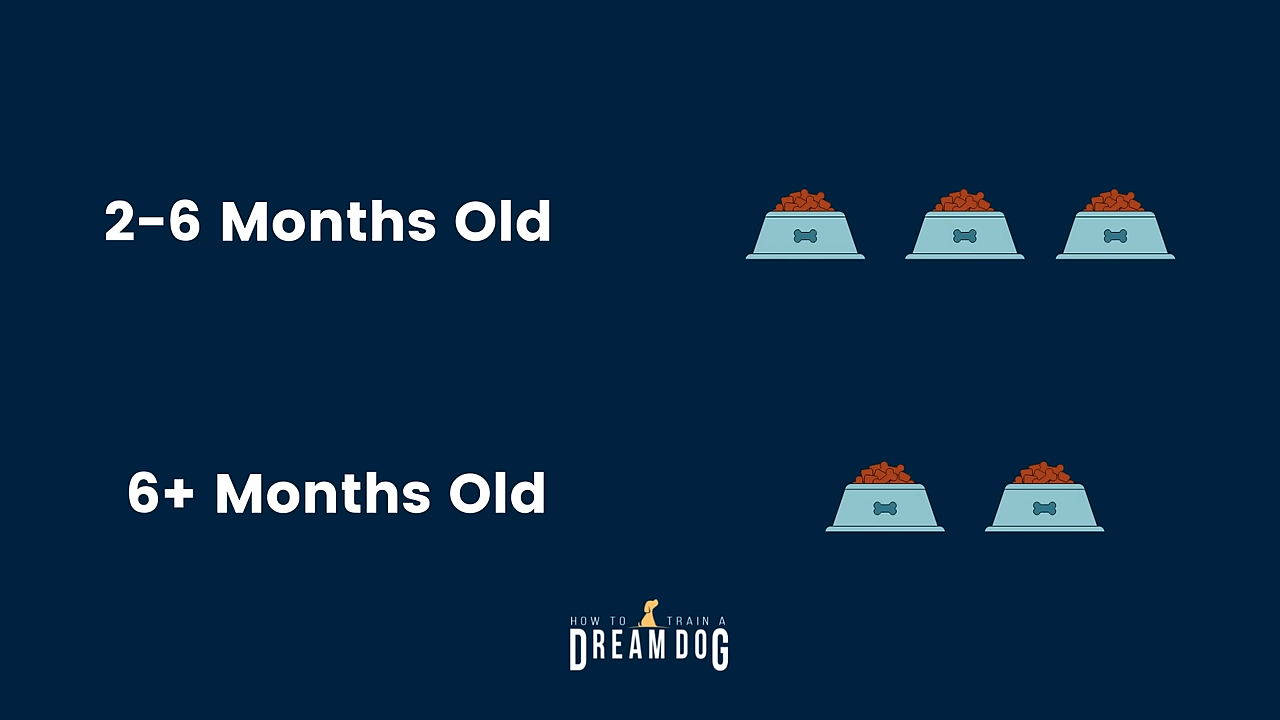 2-6 Months Old
6+ Months Old
HOW TO TRAIN A
DREAM DOG